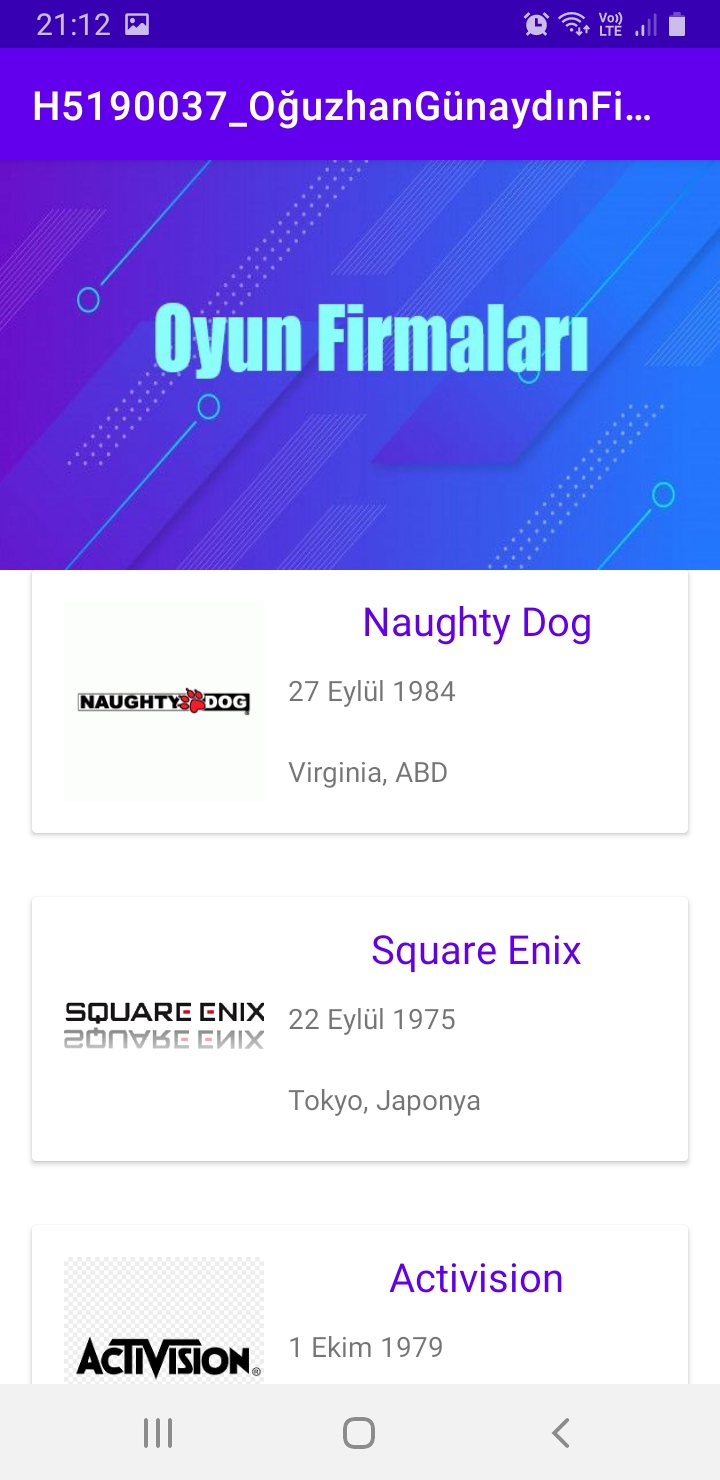 21:12
Vo)) LTE
H5190037_OğuzhanGünaydınFi...
Oyun Firmaları
Naughty Dog
NAUGHTY DOG
27 Eylül 1984
Virginia, ABD
Square Enix
SQUARE ENIX
22 Eylül 1975
Tokyo, Japonya
Activision
ACTIVISION®
1 Ekim 1979